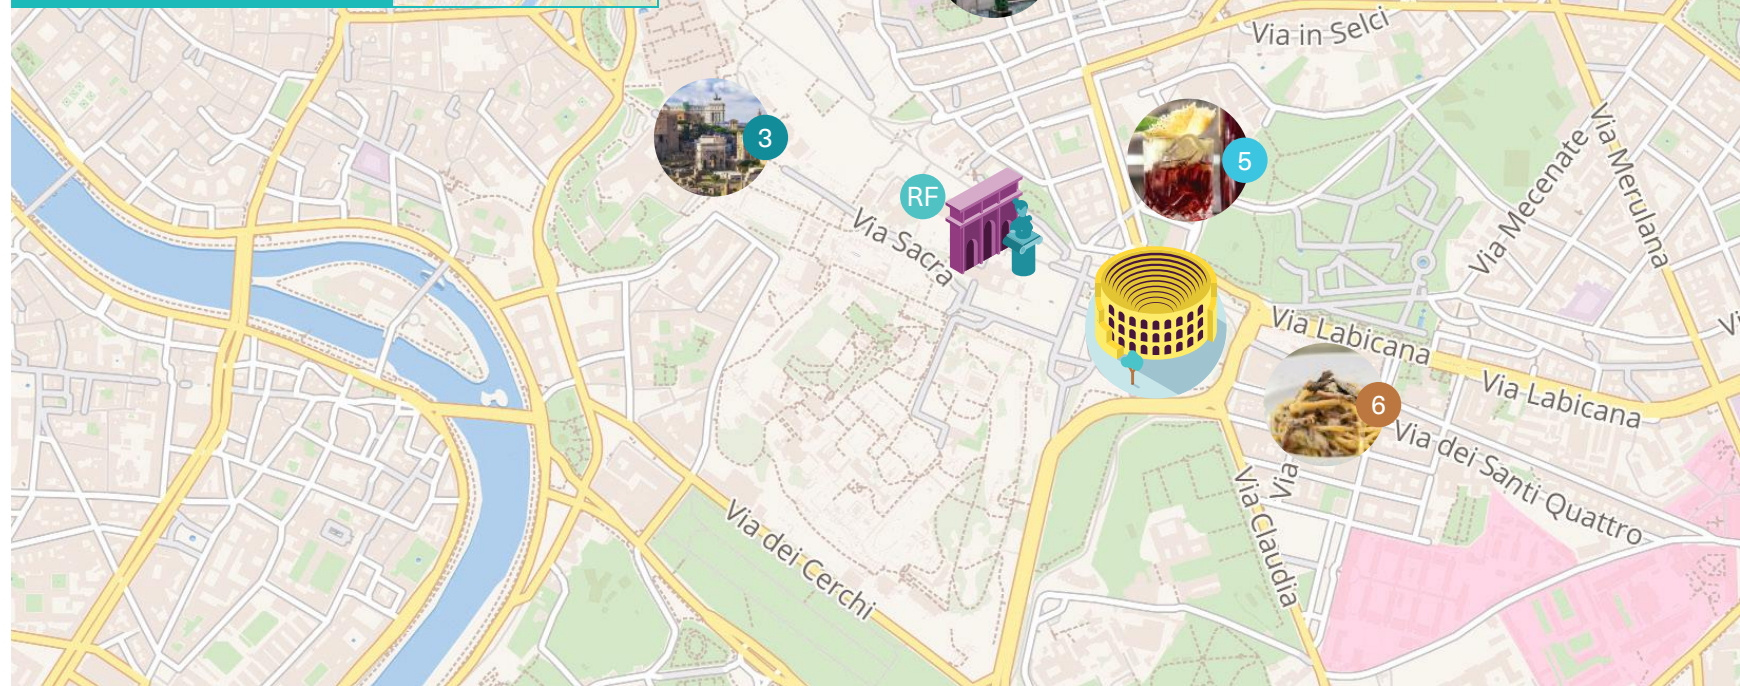 Via in Selci
3
5
Via Mecenate
Via Merulana
RF
Via Sacra
Via Labicana
Via Labicana
6
Via dei Santi Quattro
Via
Via Claudia
Via dei Cerchi